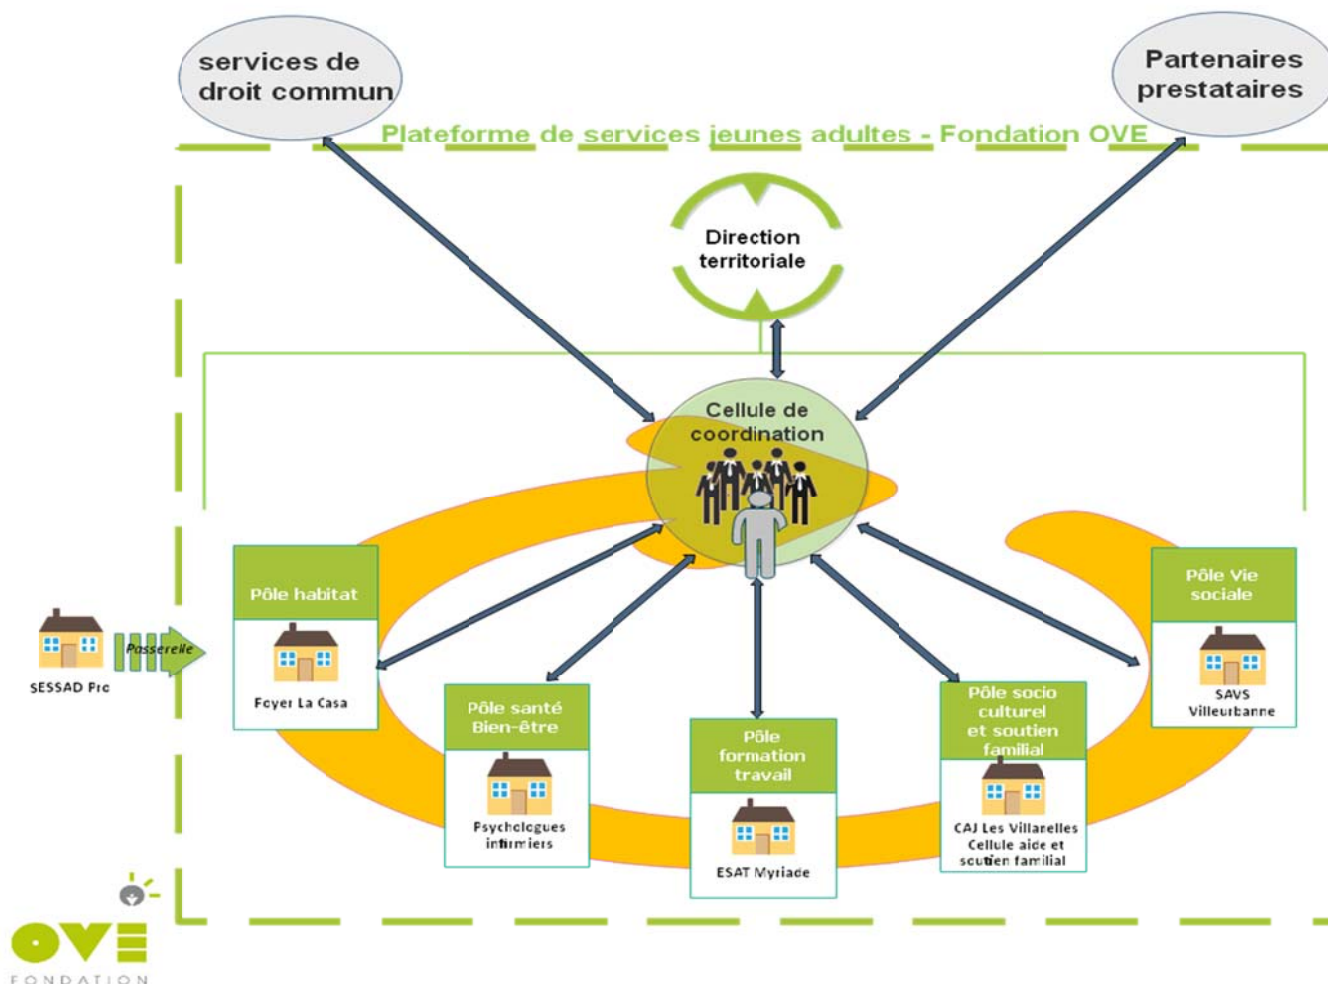 services de
droit commun
Partenaires
prestataires
Plateforme de services jeunes adultes - Fondation OVE
Direction
territoriale
Cellule de
coordination
Pôle habitat
Foyer La Casa
SESSAD Pro
Passerelle
Pôle santé
Bien-être
Psychologues
infirmiers
Pôle
formation
travail
ESAT Myriade
Pôle socio
culturel
et soutien
familial
CAJ Les Villanelles
Cellule aide et
soutien familial
Pôle Vie
sociale
SAVS
Villeurbanne
OVE
FONDATION